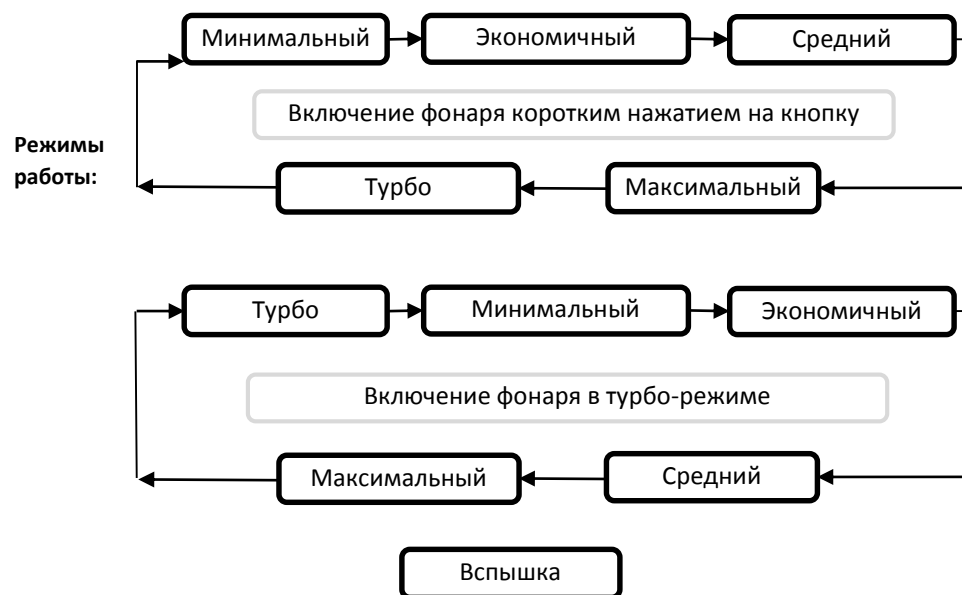 Минимальный
Экономичный
Средний
Включение фонаря коротким нажатием на кнопку
Режимы
работы:
Турбо
Максимальный
Турбо
Минимальный
Экономичный
Включение фонаря в турбо-режиме
Максимальный
Средний
Вспышка